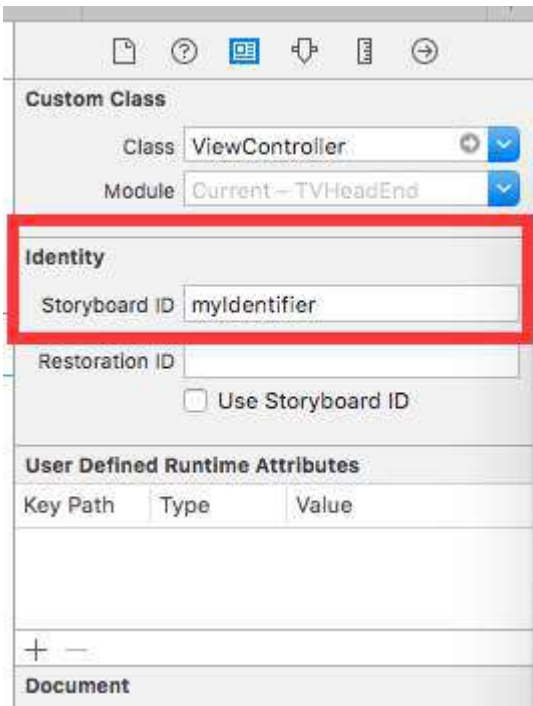 Custom Class
Class ViewController
Module Current – TVHeadEnd
Identity
Storyboard ID myIdentifier
Restoration ID
Use Storyboard ID
User Defined Runtime Attributes
Key Path Type Value
Document